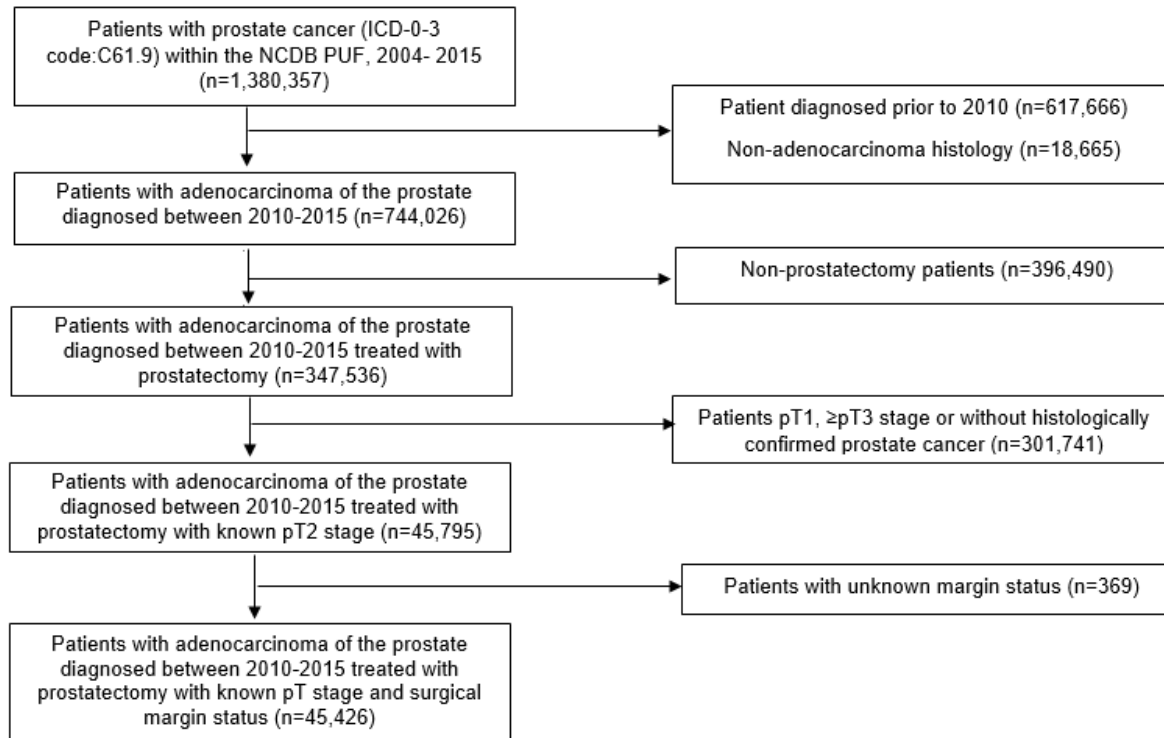 Patients with prostate cancer (ICD-0-3
code:C61.9) within the NCDB PUF, 2004- 2015
(n=1,380,357)
Patient diagnosed prior to 2010 (n=617,666)
Non-adenocarcinoma histology (n=18,665)
Patients with adenocarcinoma of the prostate
diagnosed between 2010-2015 (n=744,026)
Non-prostatectomy patients (n=396,490)
Patients with adenocarcinoma of the prostate
diagnosed between 2010-2015 treated with
prostatectomy (n=347,536)
Patients pT1, ≥pT3 stage or without histologically
confirmed prostate cancer (n=301,741)
Patients with adenocarcinoma of the prostate
diagnosed between 2010-2015 treated with
prostatectomy with known pT2 stage (n=45,795)
Patients with unknown margin status (n=369)
Patients with adenocarcinoma of the prostate
diagnosed between 2010-2015 treated with
prostatectomy with known pT stage and surgical
margin status (n=45,426)